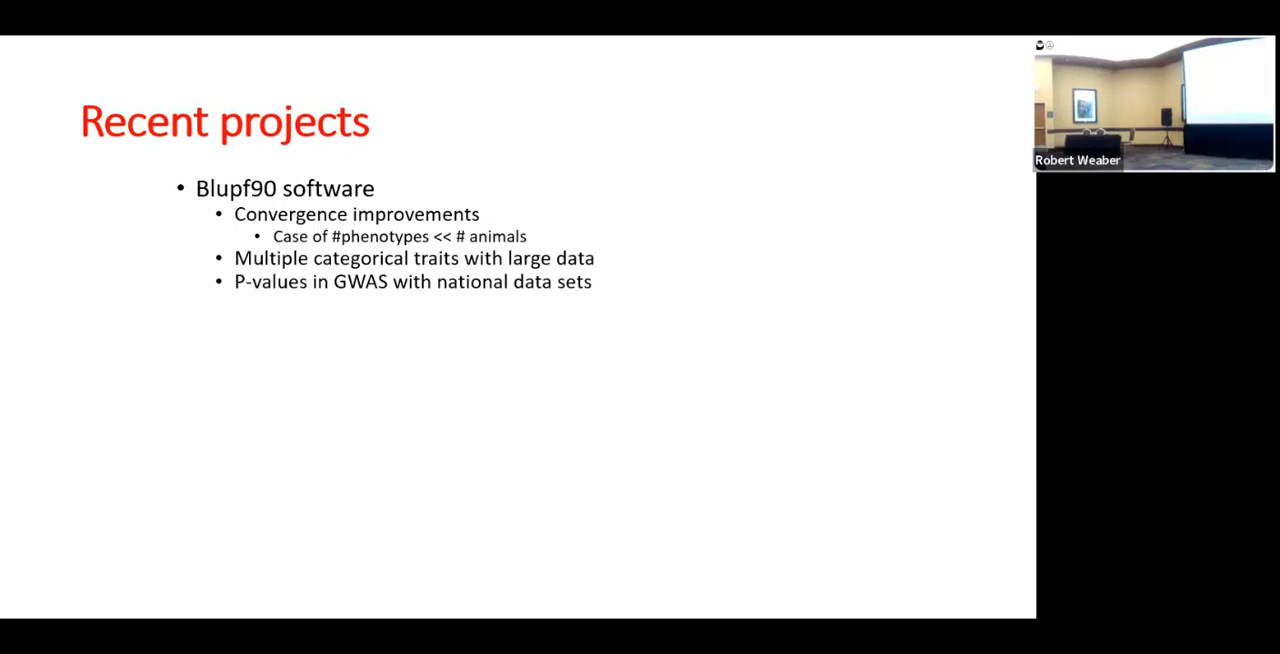 Recent projects
• Blupf90 software
• Convergence improvements
• Case of #phenotypes << # animals
• Multiple categorical traits with large data
• P-values in GWAS with national data sets
Robert Weaber